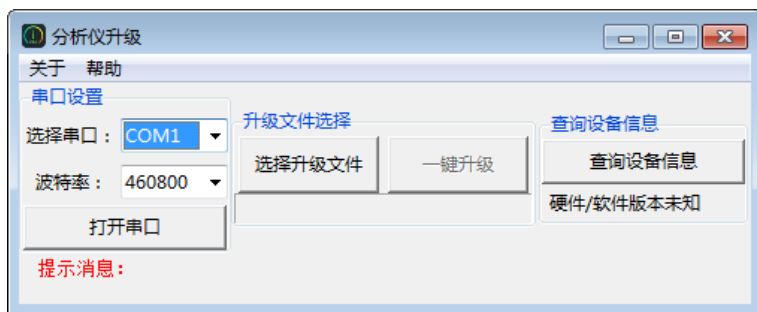 分析仪升级
关于 帮助
串口设置
选择串口： COM1
波特率： 460800
打开串口
升级文件选择
选择升级文件 一键升级
查询设备信息
查询设备信息
硬件/软件版本未知
提示消息：